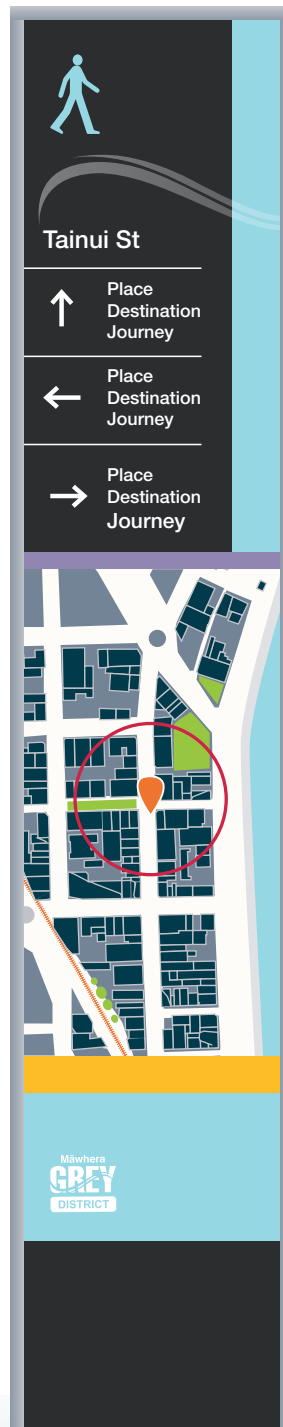 Tainui St
Place
Destination
Journey
Place
Destination
Journey
Place
Destination
Journey
Māwhera
GREY
DISTRICT